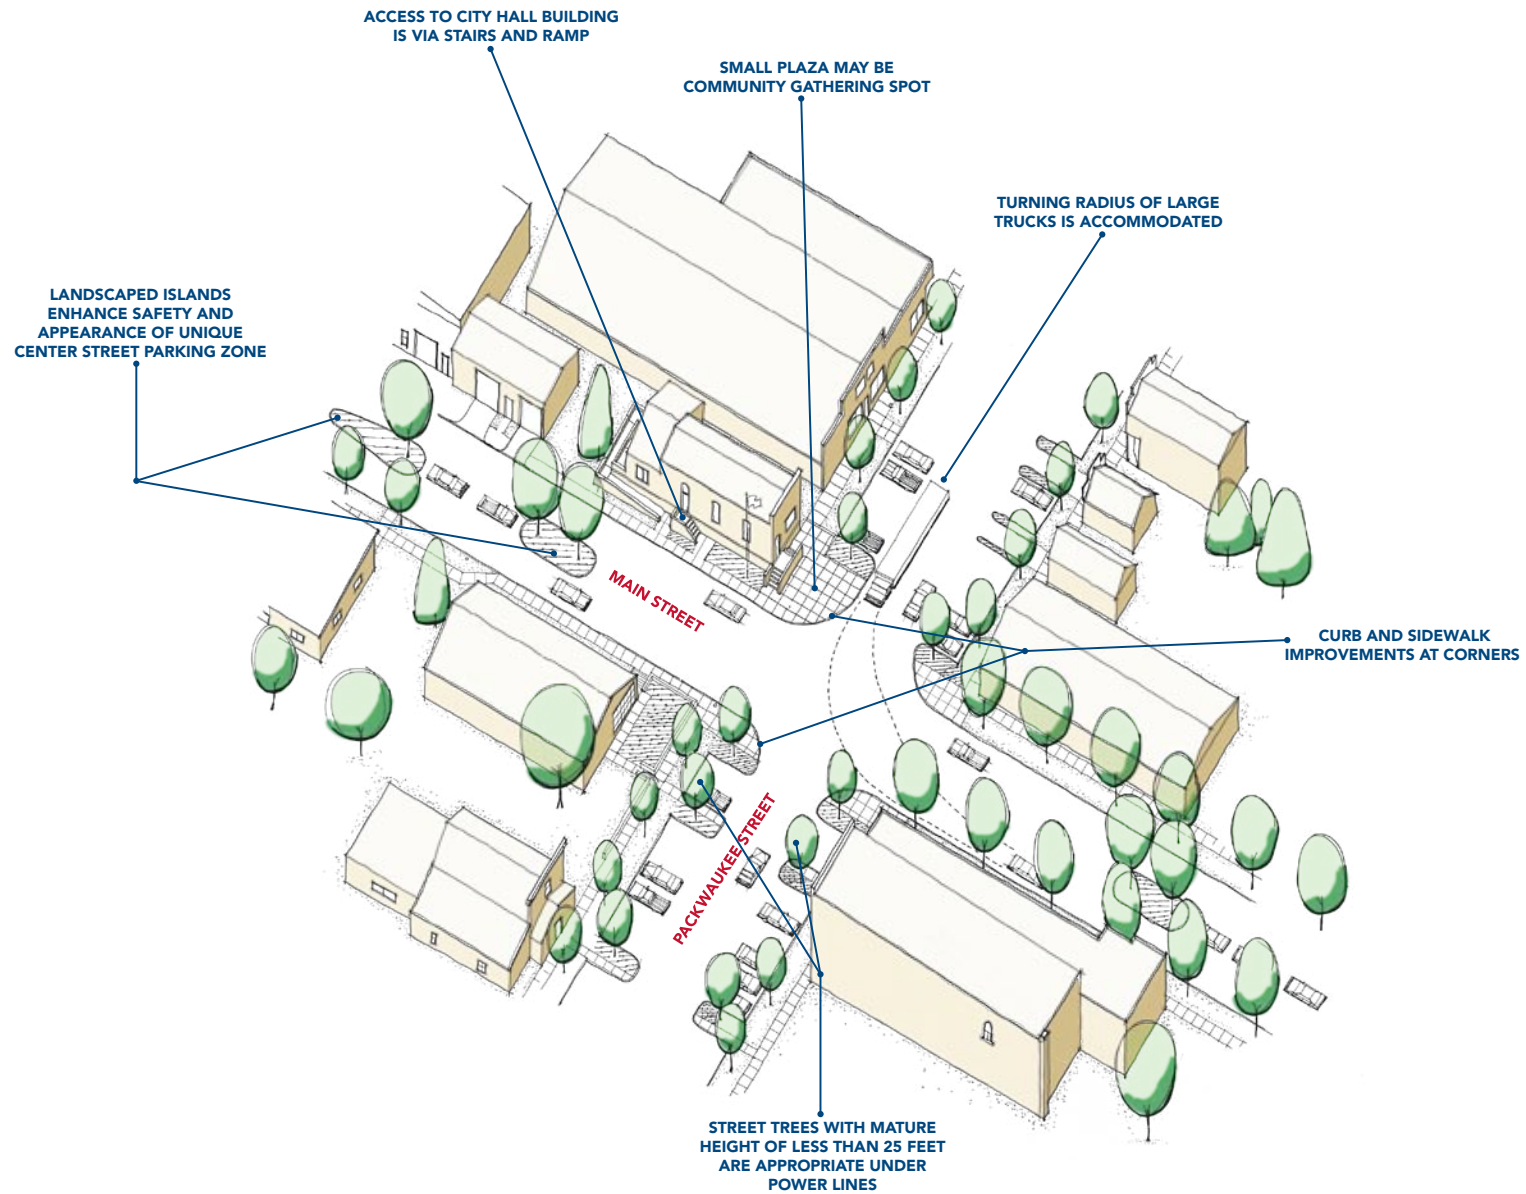 ACCESS TO CITY HALL BUILDING
IS VIA STAIRS AND RAMP
SMALL PLAZA MAY BE
COMMUNITY GATHERING SPOT
TURNING RADIUS OF LARGE
TRUCKS IS ACCOMMODATED
LANDSCAPED ISLANDS
ENHANCE SAFETY AND
APPEARANCE OF UNIQUE
CENTER STREET PARKING ZONE
MAIN STREET
CURB AND SIDEWALK
IMPROVEMENTS AT CORNERS
PACKWAUKEE STREET
STREET TREES WITH MATURE
HEIGHT OF LESS THAN 25 FEET
ARE APPROPRIATE UNDER
POWER LINES